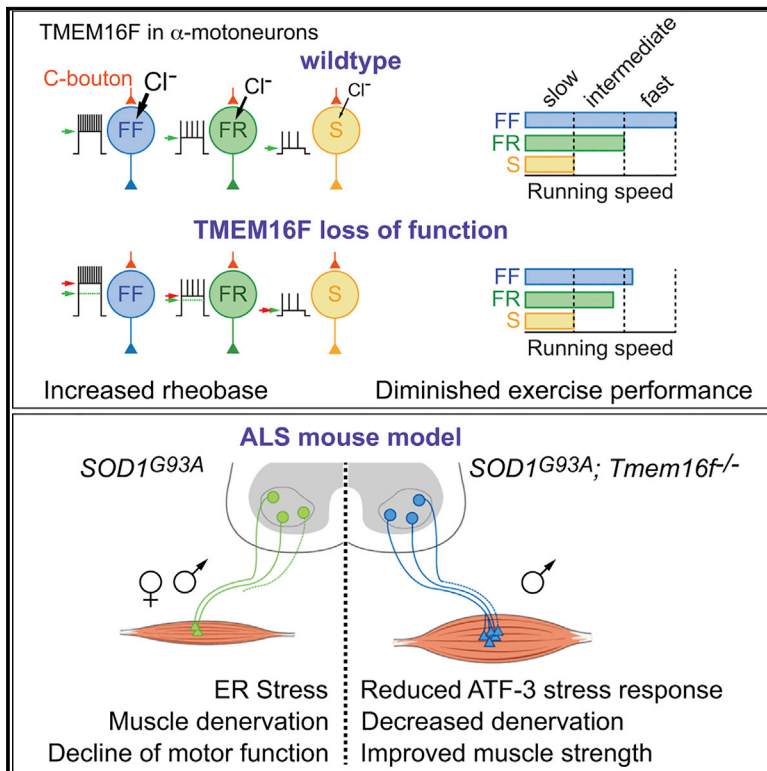 TMEM16F in α-motoneurons
wildtype
C-bouton
Cl⁻ Cl⁻ Cl⁻
FF FR S
slow intermediate fast
FF
FR
S
Running speed
TMEM16F loss of function
FF FR S
FF
FR
S
Running speed
Increased rheobase
Diminished exercise performance
ALS mouse model
SOD1ᴳ⁹³ᴬ
SOD1ᴳ⁹³ᴬ; Tmem16f⁻/⁻
♀ ♂
♂
ER Stress
Muscle denervation
Decline of motor function
Reduced ATF-3 stress response
Decreased denervation
Improved muscle strength